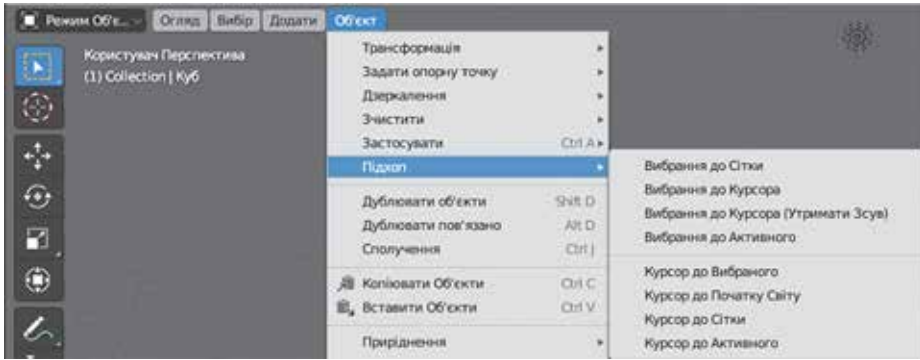 Режим Об'є... Огляд Вибір Додати Об'єкт
Користувач Перспектива
(1) Collection | Куб
Трансформація
Задати опорну точку
Дзеркалення
Зчистити
Застосувати Ctrl A
Підхоп
Дублювати об'єкти Shift D
Дублювати пов'язано Alt D
Сполучення Ctrl J
Копіювати Об'єкти Ctrl C
Вставити Об'єкти Ctrl V
Приріднення
Вибрання до Сітки
Вибрання до Курсора
Вибрання до Курсора (Утримати Зсув)
Вибрання до Активного
Курсор до Вибраного
Курсор до Початку Світу
Курсор до Сітки
Курсор до Активного